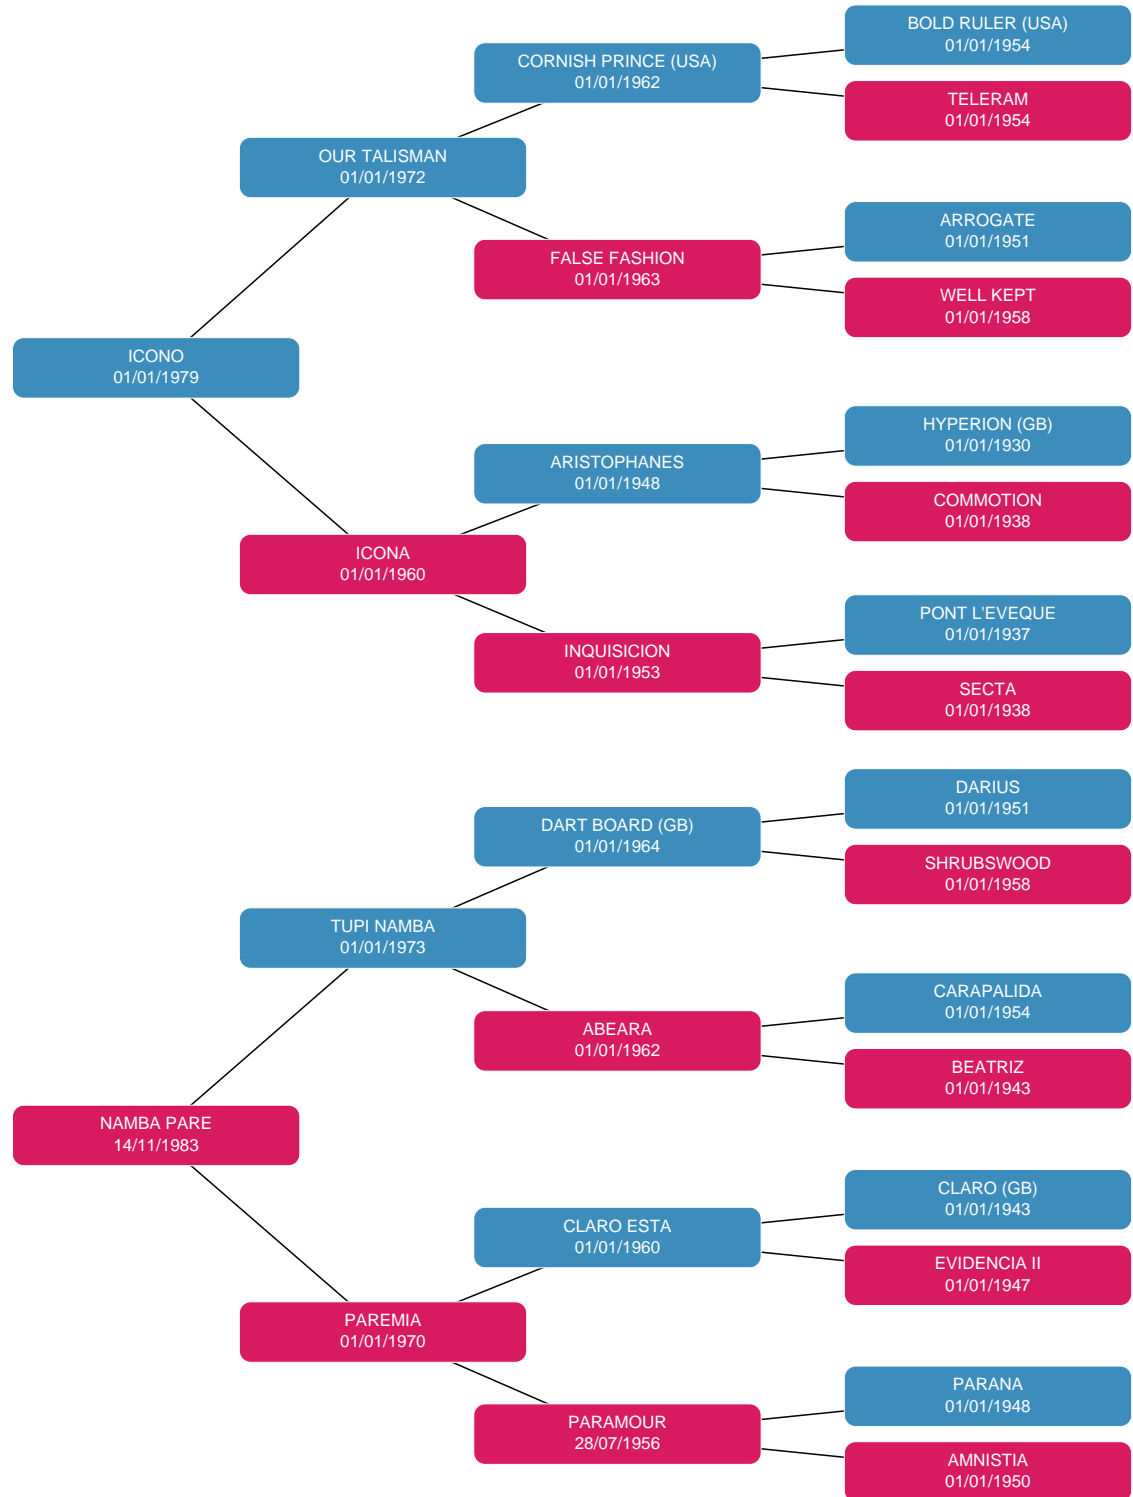 BOLD RULER (USA)
01/01/1954
CORNISH PRINCE (USA)
01/01/1962
TELERAM
01/01/1954
OUR TALISMAN
01/01/1972
ARROGATE
01/01/1951
FALSE FASHION
01/01/1963
WELL KEPT
01/01/1958
ICONO
01/01/1979
HYPERION (GB)
01/01/1930
ARISTOPHANES
01/01/1948
COMMOTION
01/01/1938
ICONA
01/01/1960
PONT L'EVEQUE
01/01/1937
INQUISICION
01/01/1953
SECTA
01/01/1938
DARIUS
01/01/1951
DART BOARD (GB)
01/01/1964
SHRUBSWOOD
01/01/1958
TUPI NAMBA
01/01/1973
CARAPALIDA
01/01/1954
ABEARA
01/01/1962
BEATRIZ
01/01/1943
NAMBA PARE
14/11/1983
CLARO (GB)
01/01/1943
CLARO ESTA
01/01/1960
EVIDENCIA II
01/01/1947
PAREMIA
01/01/1970
PARANA
01/01/1948
PARAMOUR
28/07/1956
AMNISTIA
01/01/1950